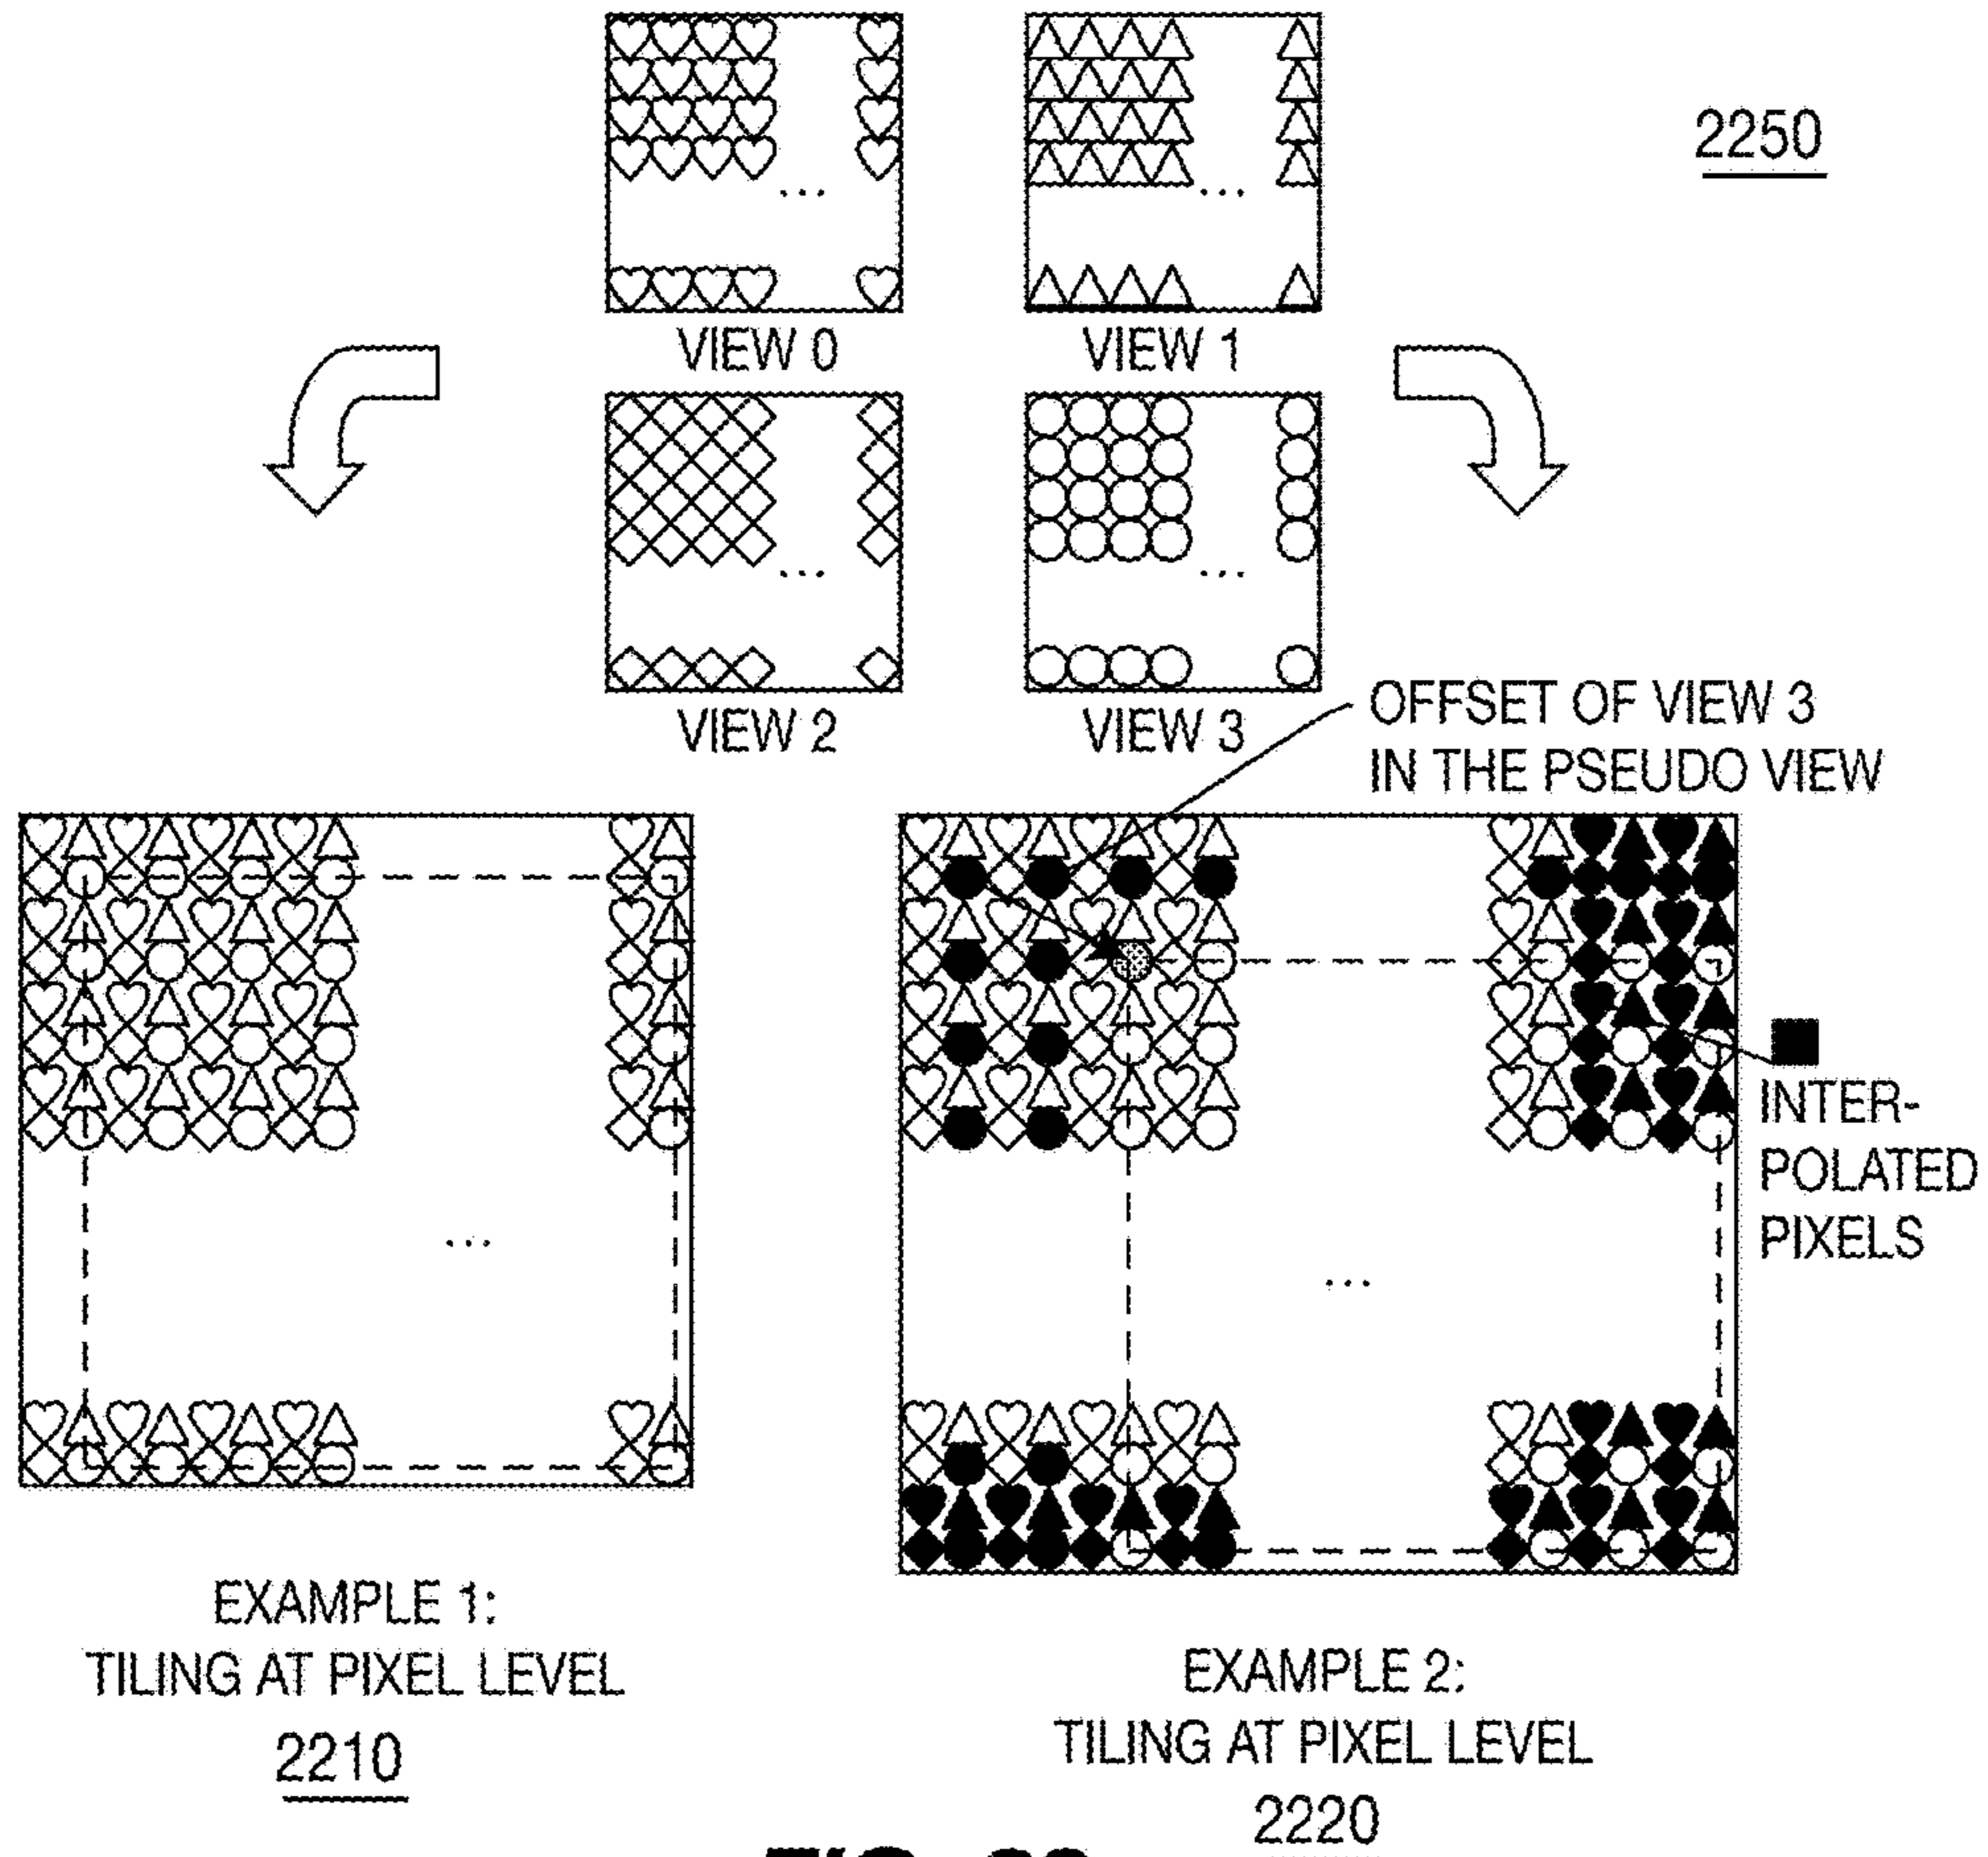 2250
VIEW 0
VIEW 1
VIEW 2
VIEW 3
OFFSET OF VIEW 3
IN THE PSEUDO VIEW
INTER-
POLATED
PIXELS
EXAMPLE 1:
TILING AT PIXEL LEVEL
2210
EXAMPLE 2:
TILING AT PIXEL LEVEL
2220